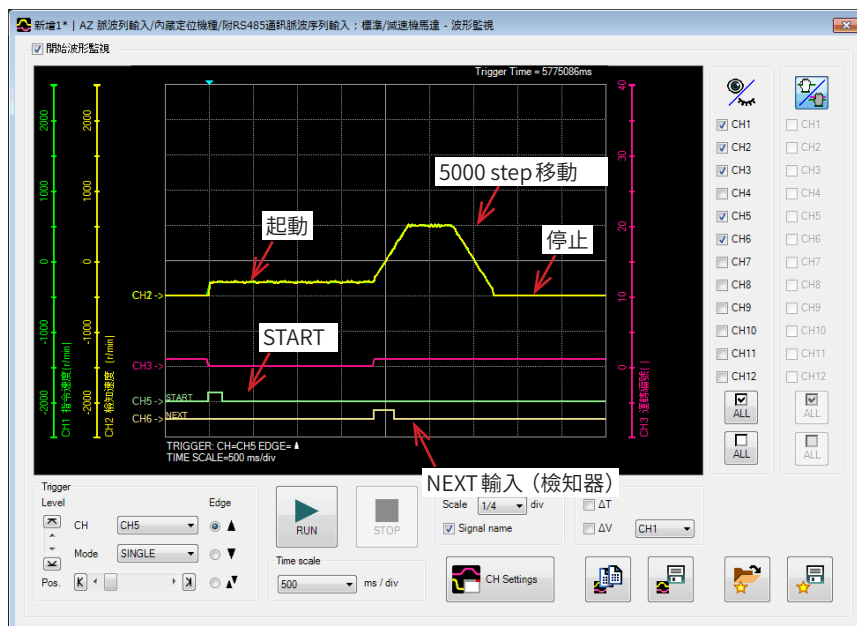 新增1* | AZ 脈波列輸入/內藏定位機種/附RS485通訊脈波序列輸入 : 標準/減速機馬達 - 波形監視
開始波形監視
Trigger Time = 5775086ms
2000
1000
0
-1000
-2000
CH1 指令速度[r/min]
2000
1000
0
-1000
-2000
CH2 檢知速度 [r/min]
40
30
20
10
0
CH3 運轉編號[ ]
5000 step 移動
起動
停止
CH2->
START
CH3->
CH5-> START
CH6-> NEXT
TRIGGER: CH=CH5 EDGE=
TIME SCALE=500 ms/div
NEXT 輸入（檢知器）
CH1
CH2
CH3
CH4
CH5
CH6
CH7
CH8
CH9
CH10
CH11
CH12
ALL
ALL
CH1
CH2
CH3
CH4
CH5
CH6
CH7
CH8
CH9
CH10
CH11
CH12
ALL
ALL
Trigger
Level
Edge
CH CH5
Mode SINGLE
Pos.
RUN
STOP
Time scale
500 ms / div
Scale 1/4 div
Signal name
CH Settings
ΔT
ΔV CH1